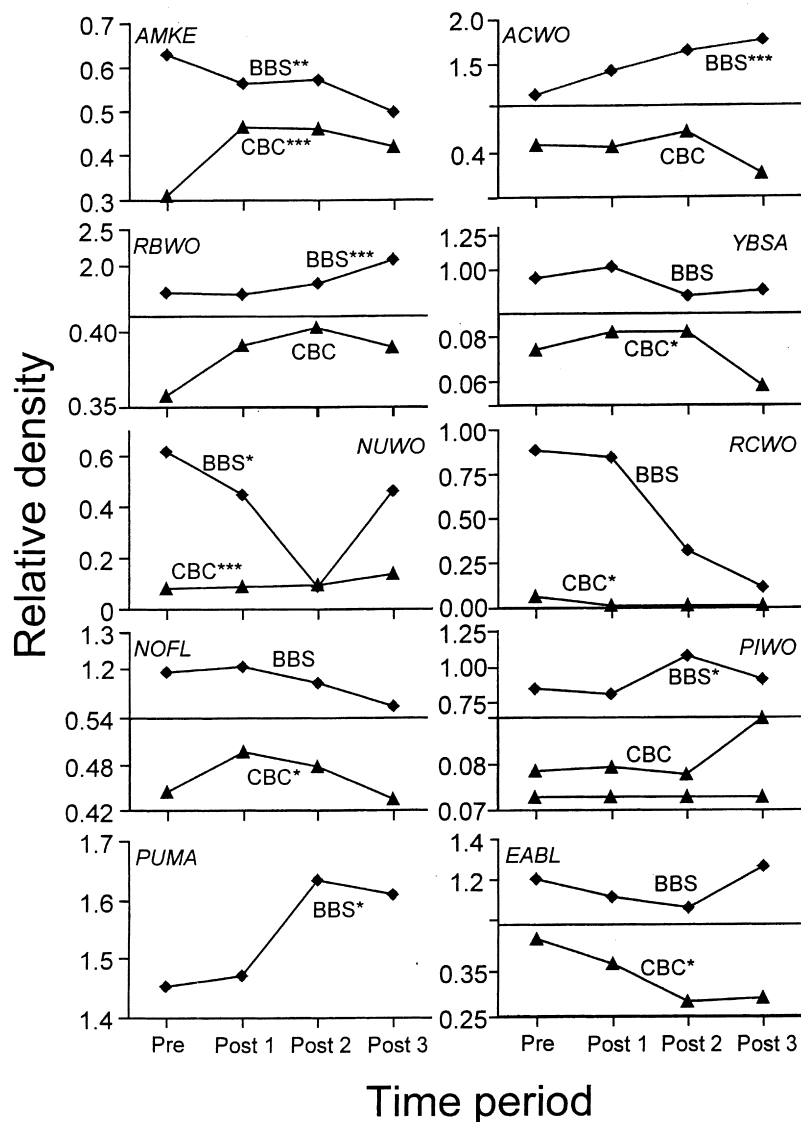 Relative density
AMKE
0.7
0.6
0.5
0.4
0.3
BBS**
CBC***
ACWO
2.0
1.5
0.4
BBS***
CBC
RBWO
2.5
2.0
0.40
0.35
BBS***
CBC
YBSA
1.25
1.00
0.08
0.06
BBS
CBC*
NUWO
0.6
0.4
0.2
0
BBS*
CBC***
RCWO
1.00
0.75
0.50
0.25
0.00
BBS
CBC*
NOFL
1.3
1.2
0.54
0.48
0.42
BBS
CBC*
PIWO
1.25
1.00
0.75
0.08
0.07
BBS*
CBC
PUMA
1.7
1.6
1.5
1.4
BBS*
Pre Post 1 Post 2 Post 3
EABL
1.4
1.2
0.35
0.25
BBS
CBC*
Pre Post 1 Post 2 Post 3
Time period